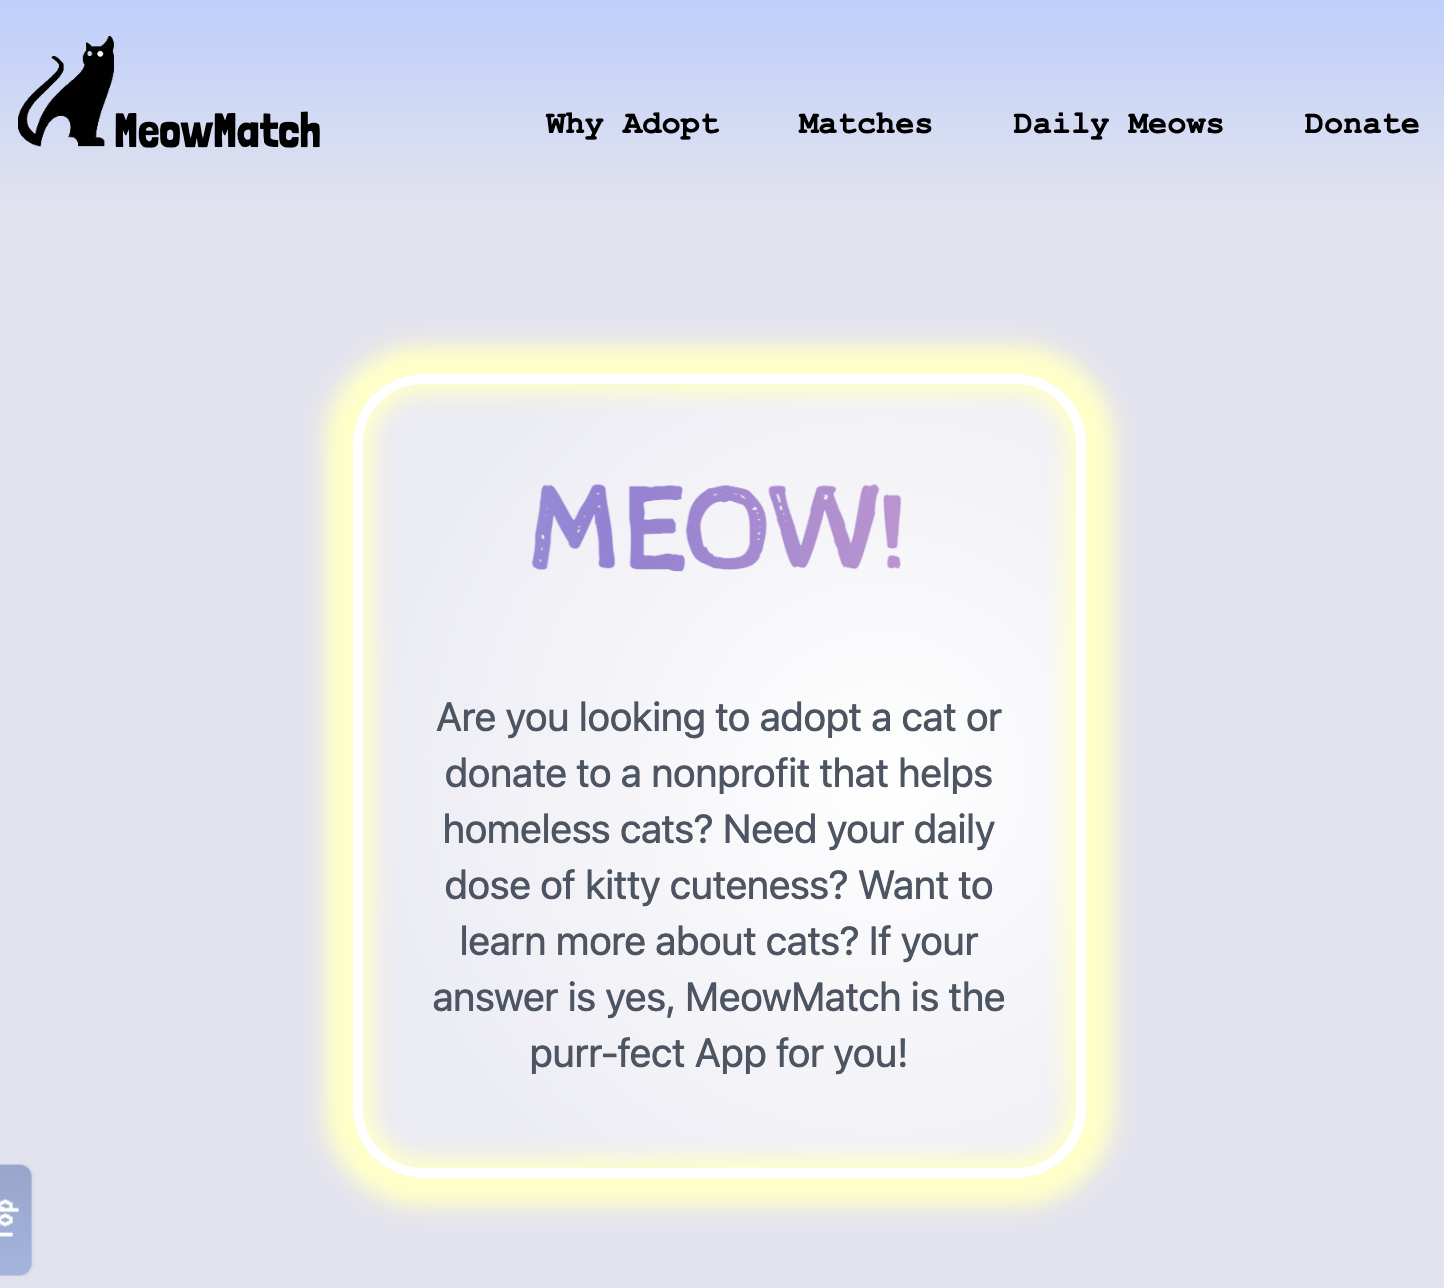 MeowMatch
Why Adopt
Matches
Daily Meows
Donate
MEOW!
Are you looking to adopt a cat or
donate to a nonprofit that helps
homeless cats? Need your daily
dose of kitty cuteness? Want to
learn more about cats? If your
answer is yes, MeowMatch is the
purr-fect App for you!
Top